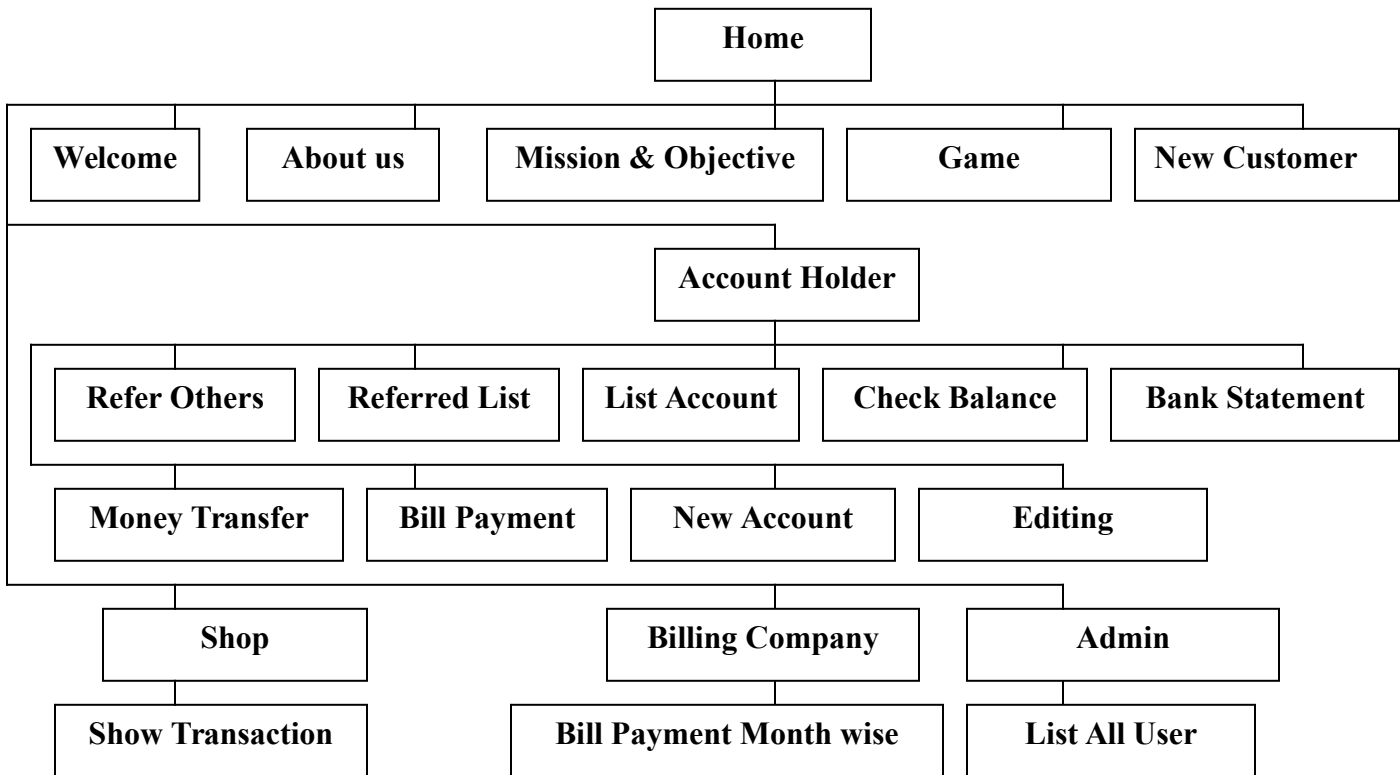 Home
Welcome
About us
Mission & Objective
Game
New Customer
Account Holder
Refer Others
Referred List
List Account
Check Balance
Bank Statement
Money Transfer
Bill Payment
New Account
Editing
Shop
Billing Company
Admin
Show Transaction
Bill Payment Month wise
List All User